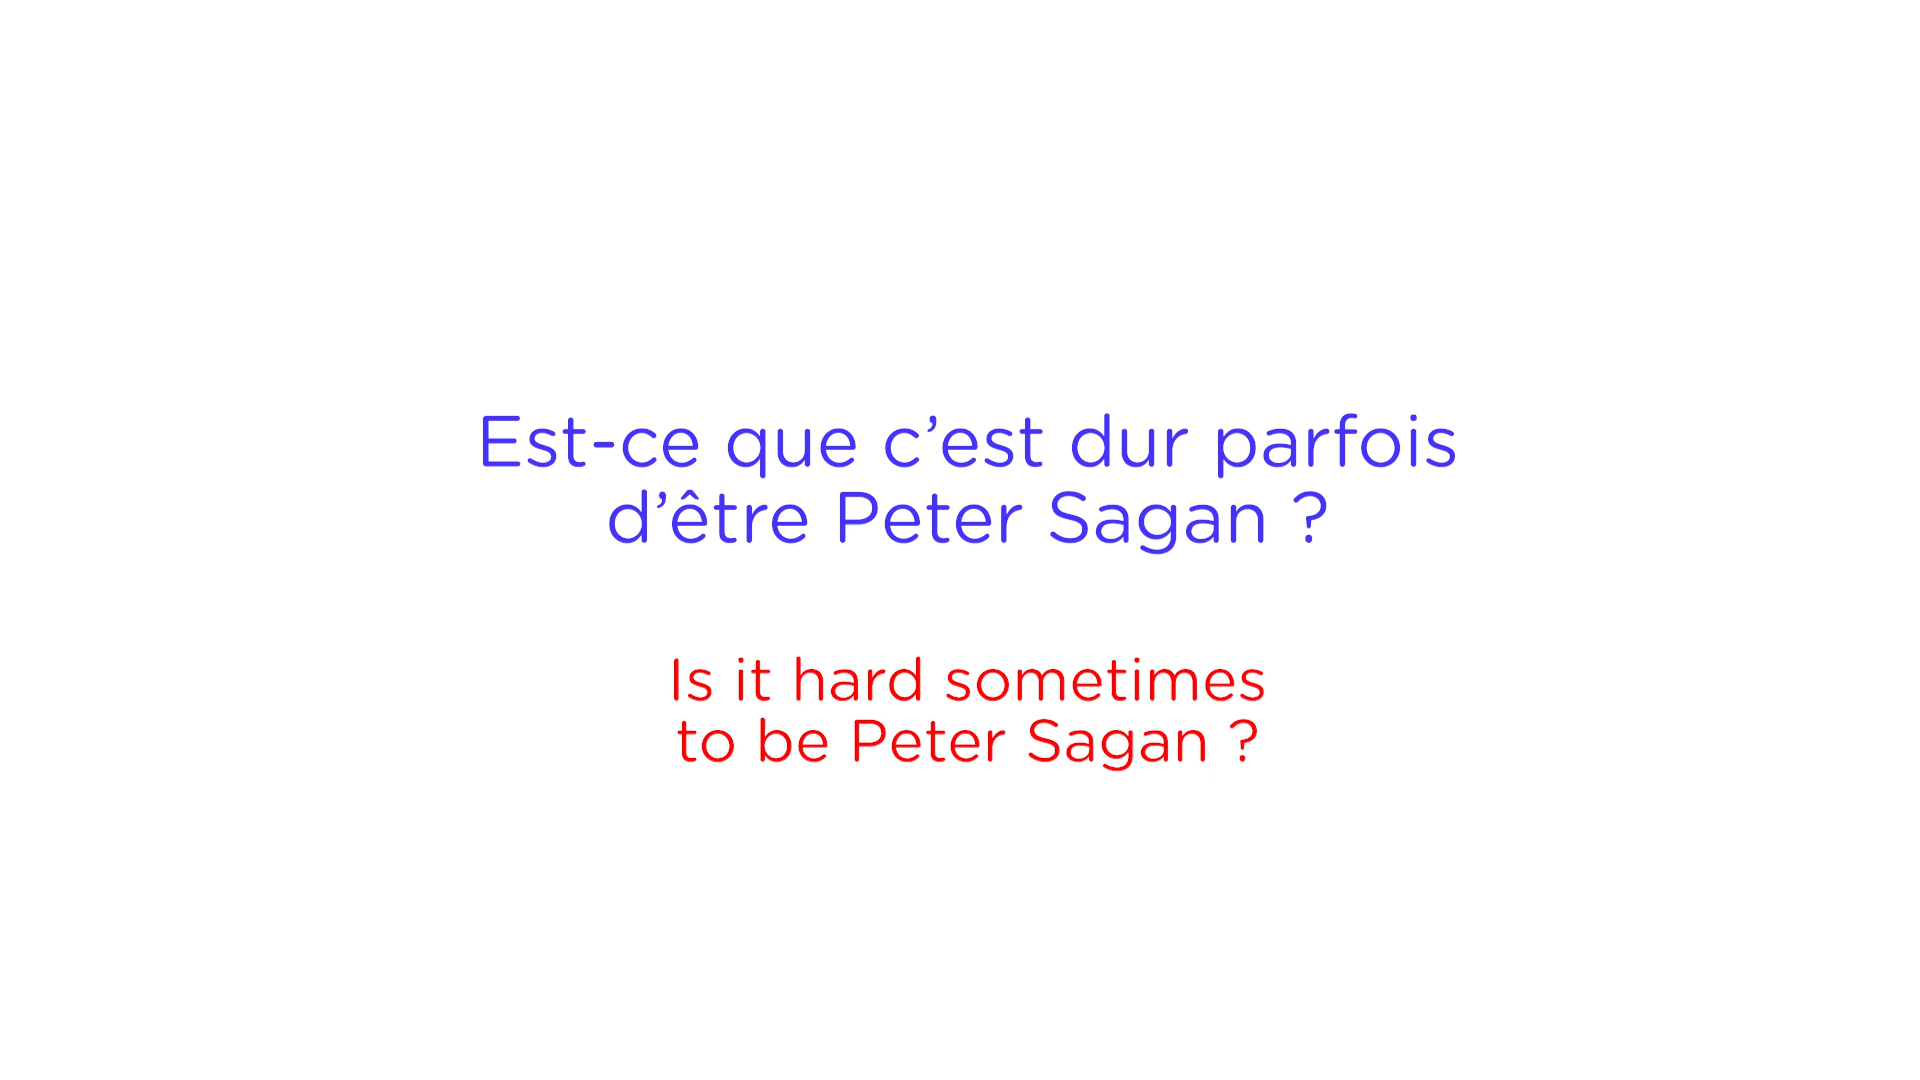 Est-ce que c’est dur parfois
d’être Peter Sagan ?
Is it hard sometimes
to be Peter Sagan ?